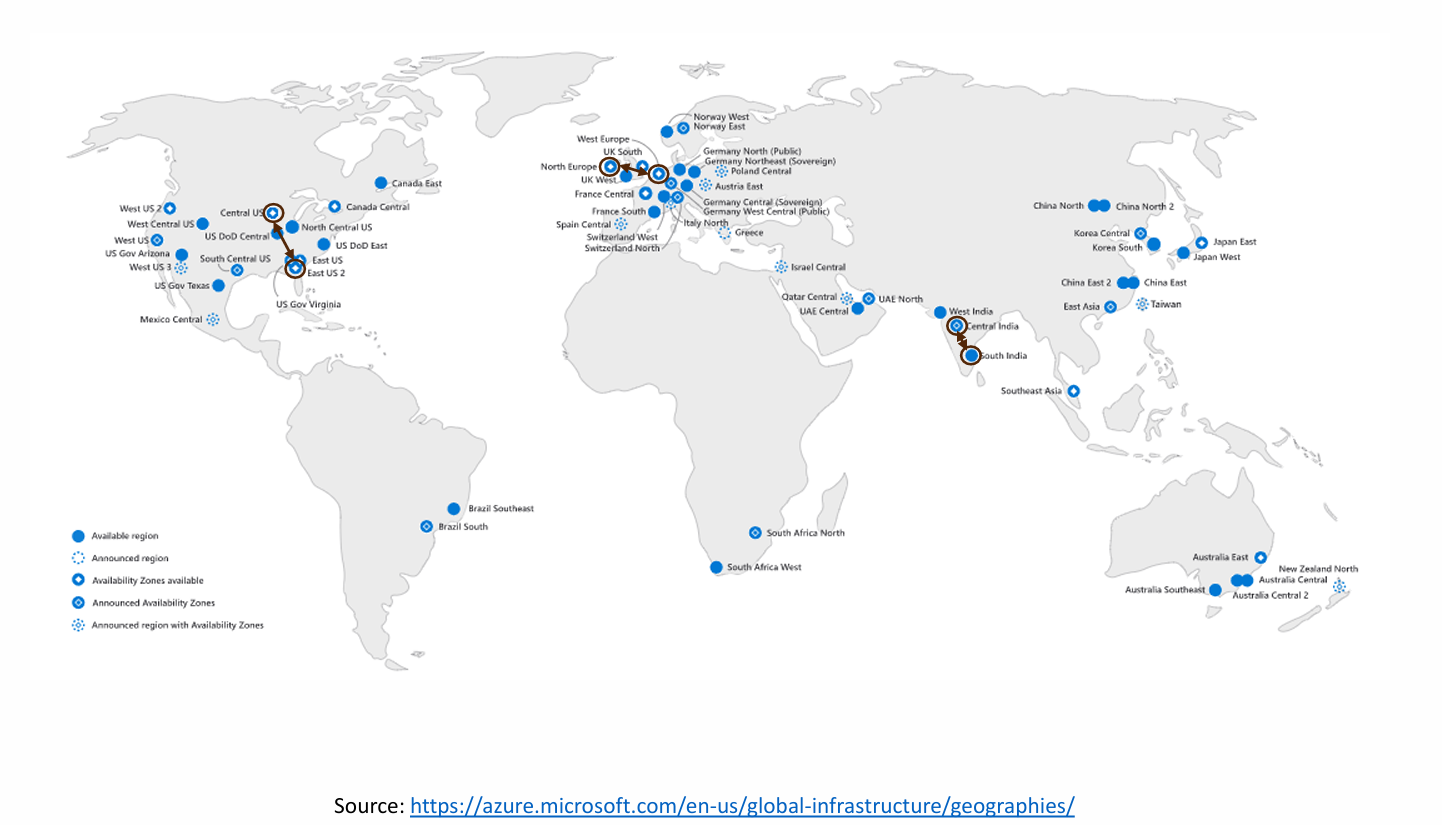 Norway West
Norway East
West Europe
UK South
North Europe
UK West
Germany North (Public)
Germany Northeast (Sovereign)
Poland Central
Austria East
France Central
Germany Central (Sovereign)
Germany West Central (Public)
France South
Italy North
Spain Central
Greece
Switzerland West
Switzerland North
Canada East
Canada Central
West US 2
Central US
West Central US
North Central US
US DoD Central
West US
US DoD East
US Gov Arizona
South Central US
East US
West US 3
East US 2
US Gov Texas
US Gov Virginia
Mexico Central
Israel Central
Qatar Central
UAE North
UAE Central
West India
Central India
South India
China North
China North 2
Korea Central
Korea South
Japan East
Japan West
China East 2
China East
East Asia
Taiwan
Southeast Asia
Brazil Southeast
Brazil South
South Africa North
South Africa West
Australia East
New Zealand North
Australia Central
Australia Southeast
Australia Central 2
Available region
Announced region
Availability Zones available
Announced Availability Zones
Announced region with Availability Zones
Source: https://azure.microsoft.com/en-us/global-infrastructure/geographies/